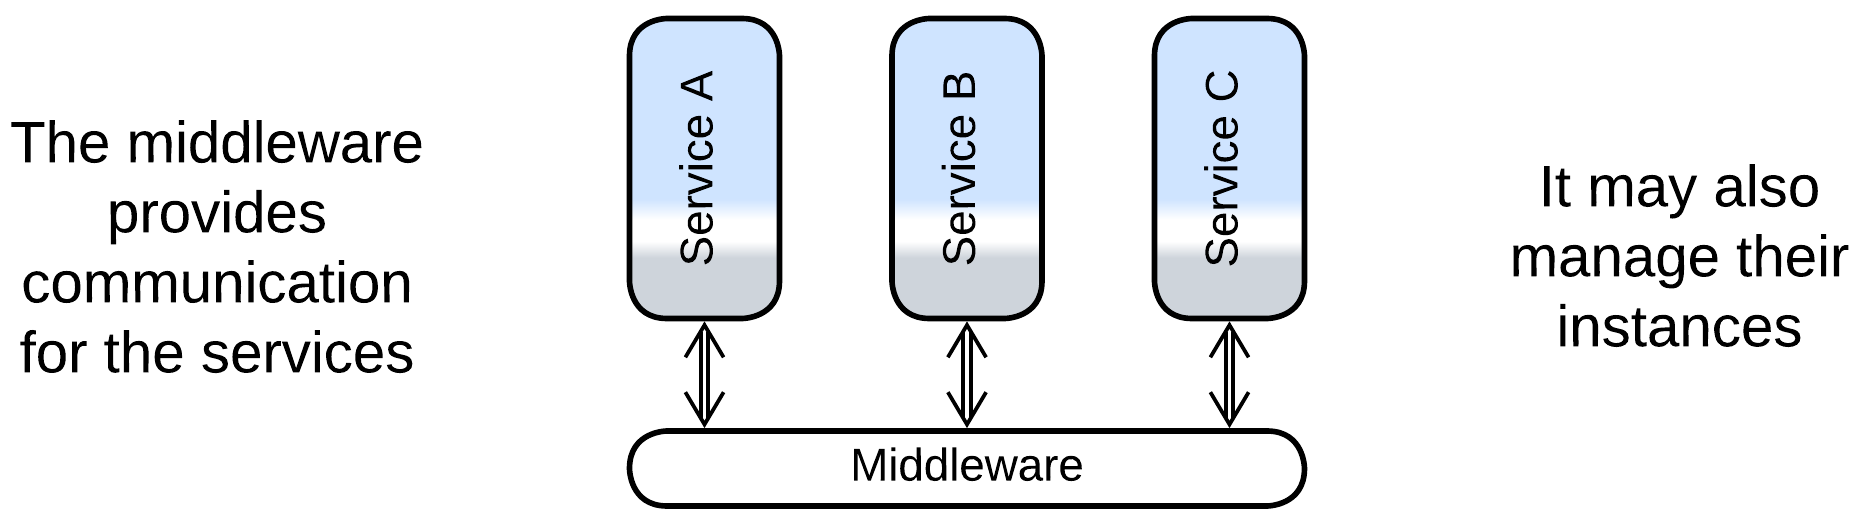 The middleware
provides
communication
for the services
Service A
Service B
Service C
Middleware
It may also
manage their
instances